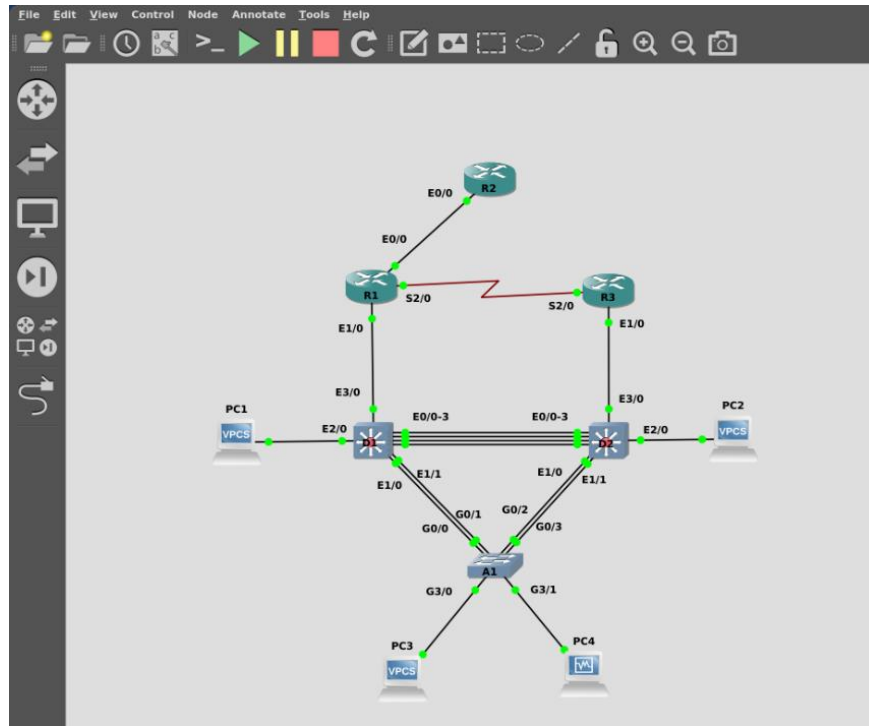 File Edit View Control Node Annotate Tools Help
R2
E0/0
E0/0
R1
S2/0
S2/0
R3
E1/0
E1/0
E3/0
E3/0
PC1
PC2
E0/0-3
E0/0-3
VPCS
E2/0
D1
D2
E2/0
VPCS
E1/1
E1/0
E1/0
E1/1
G0/1
G0/2
G0/0
G0/3
A1
G3/0
G3/1
PC3
PC4
VPCS